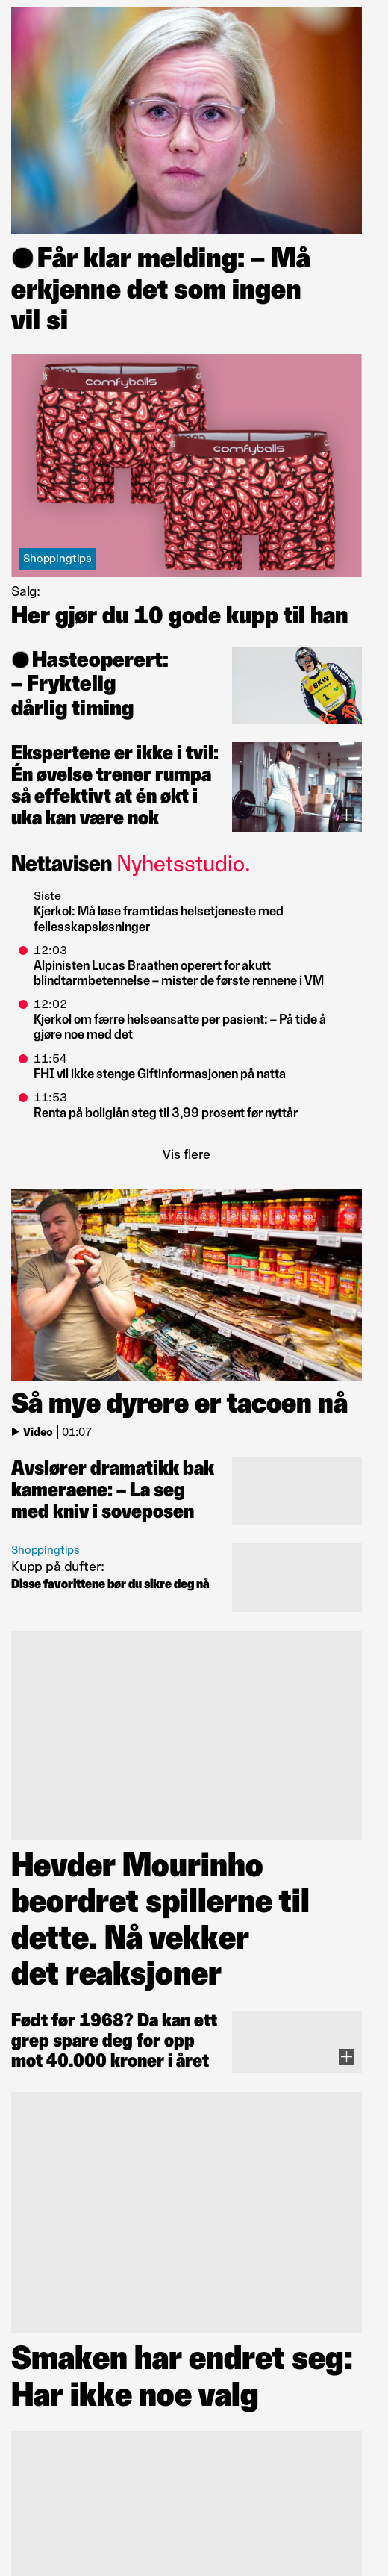 Får klar melding: – Må
erkjenne det som ingen
vil si
comfyballs
comfyballs
Shoppingtips
Salg:
Her gjør du 10 gode kupp til han
Hasteoperert:
– Fryktelig
dårlig timing
BKW
1
Ekspertene er ikke i tvil:
Én øvelse trener rumpa
så effektivt at én økt i
uka kan være nok
Nettavisen Nyhetsstudio.
Siste
Kjerkol: Må løse framtidas helsetjeneste med
fellesskapsløsninger
12:03
Alpinisten Lucas Braathen operert for akutt
blindtarmbetennelse – mister de første rennene i VM
12:02
Kjerkol om færre helseansatte per pasient: – På tide å
gjøre noe med det
11:54
FHI vil ikke stenge Giftinformasjonen på natta
11:53
Renta på boliglån steg til 3,99 prosent før nyttår
Vis flere
Så mye dyrere er tacoen nå
Video | 01:07
Avslører dramatikk bak
kameraene: – La seg
med kniv i soveposen
Shoppingtips
Kupp på dufter:
Disse favorittene bør du sikre deg nå
Hevder Mourinho
beordret spillerne til
dette. Nå vekker
det reaksjoner
Født før 1968? Da kan ett
grep spare deg for opp
mot 40.000 kroner i året
Smaken har endret seg:
Har ikke noe valg